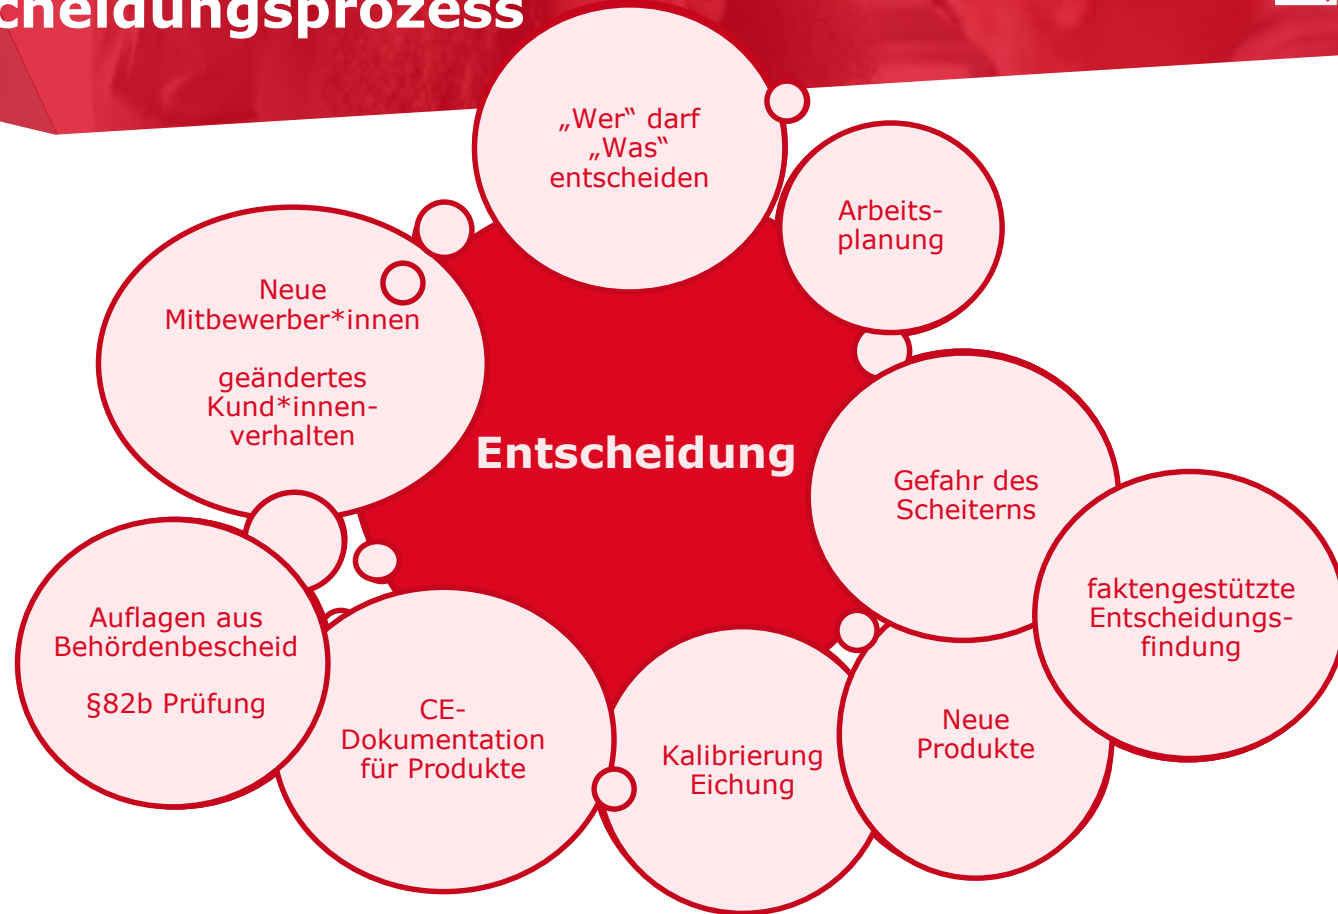 cheidungsprozess
„Wer“ darf
„Was“
entscheiden
Arbeits-
planung
Neue
Mitbewerber*innen
geändertes
Kund*innen-
verhalten
Entscheidung
Gefahr des
Scheiterns
faktengestützte
Entscheidungs-
findung
Auflagen aus
Behördenbescheid
§82b Prüfung
CE-
Dokumentation
für Produkte
Kalibrierung
Eichung
Neue
Produkte